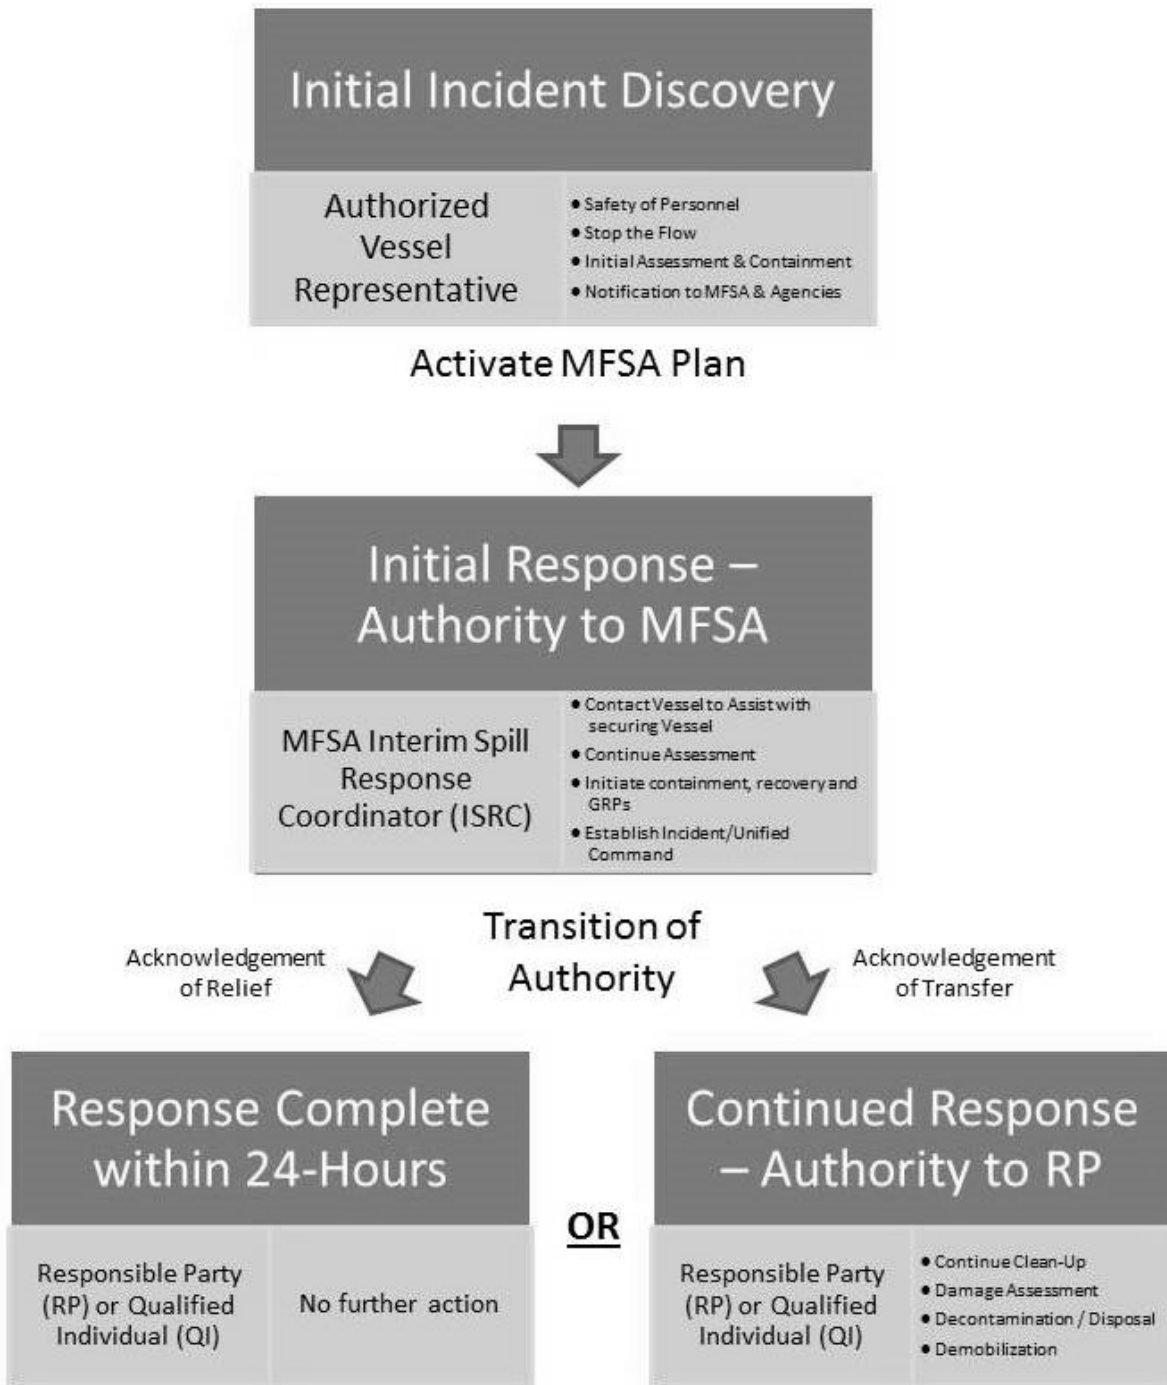 Initial Incident Discovery
Authorized
Vessel
Representative
● Safety of Personnel
● Stop the Flow
● Initial Assessment & Containment
● Notification to MFSA & Agencies
Activate MFSA Plan
Initial Response –
Authority to MFSA
MFSA Interim Spill
Response
Coordinator (ISRC)
● Contact Vessel to Assist with
securing Vessel
● Continue Assessment
● Initiate containment, recovery and
GRPs
● Establish Incident/Unified
Command
Transition of
Authority
Acknowledgement
of Relief
Acknowledgement
of Transfer
Response Complete
within 24-Hours
Responsible Party
(RP) or Qualified
Individual (QI)
No further action
OR
Continued Response
– Authority to RP
Responsible Party
(RP) or Qualified
Individual (QI)
● Continue Clean-Up
● Damage Assessment
● Decontamination / Disposal
● Demobilization